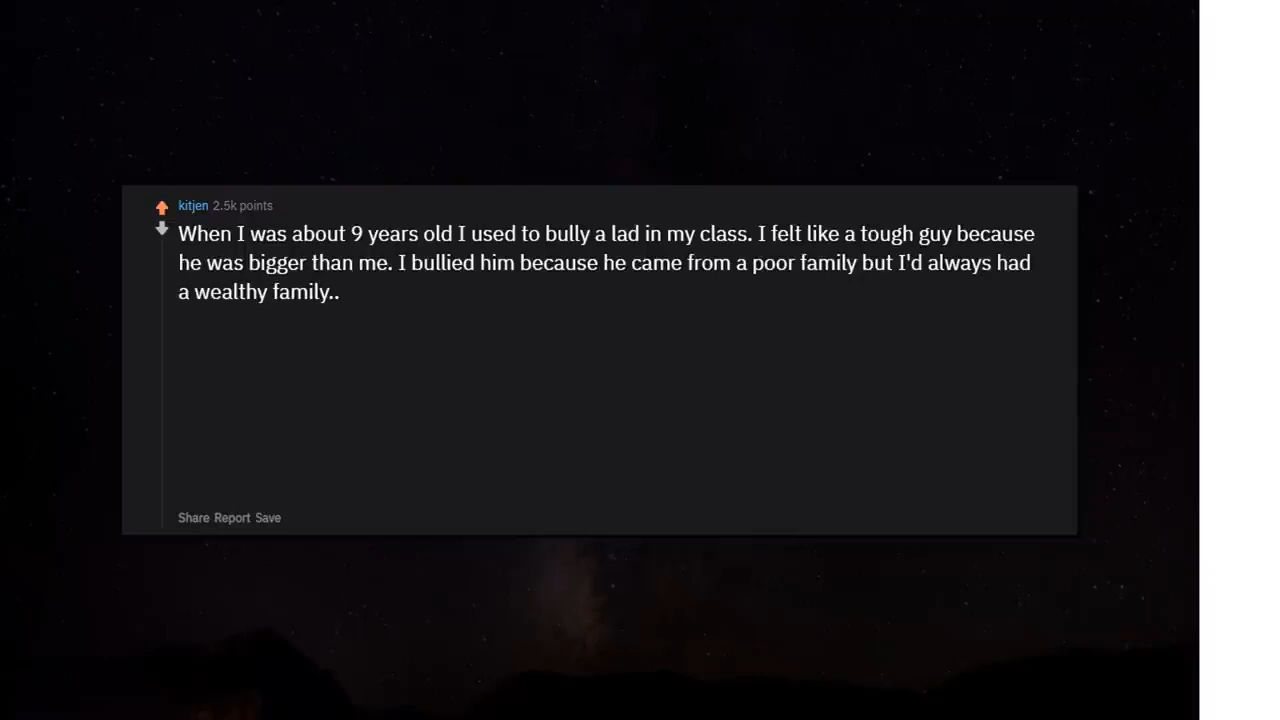 kitjen 2.5k points
When I was about 9 years old I used to bully a lad in my class. I felt like a tough guy because
he was bigger than me. I bullied him because he came from a poor family but I'd always had
a wealthy family..
Share Report Save